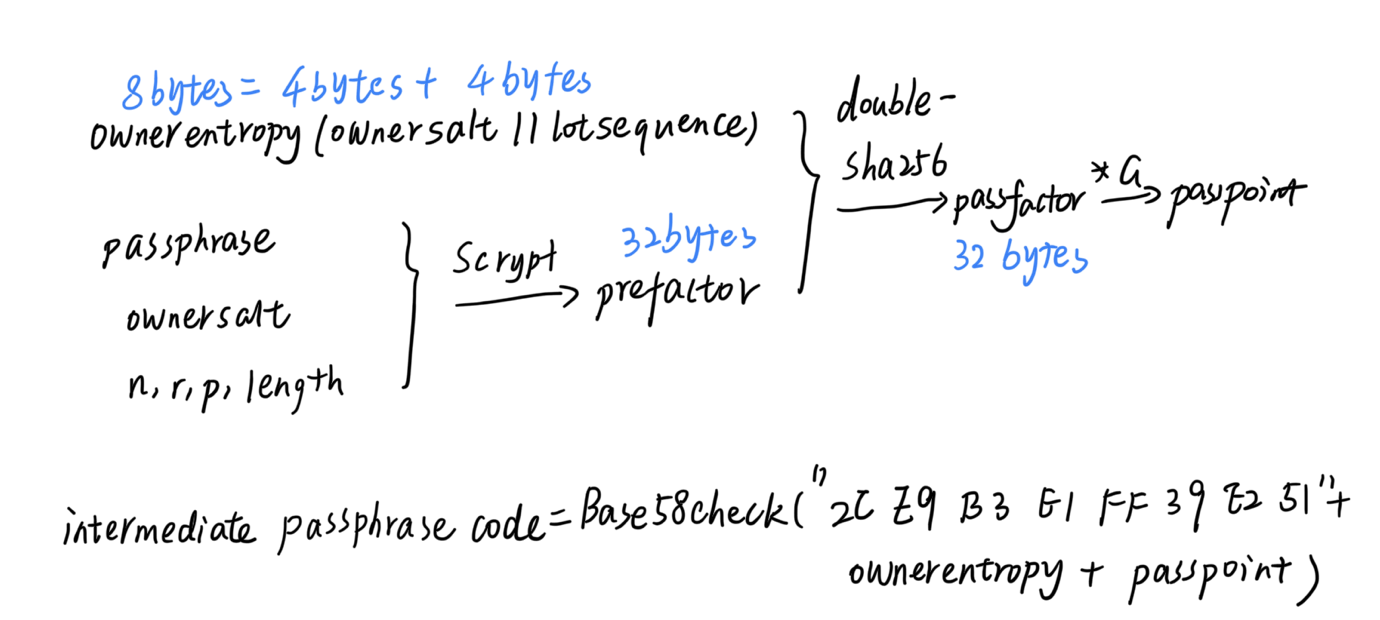 8bytes = 4bytes + 4bytes
ownerentropy (ownersalt || lotsequence)
passphrase
ownersalt
n, r, p, length
Scrypt
32bytes
prefactor
double-
sha256
passfactor
32 bytes
* G
passpoint
intermediate passphrase code = Base58check("2C E9 B3 E1 FF 39 E2 51" +
ownerentropy + passpoint)